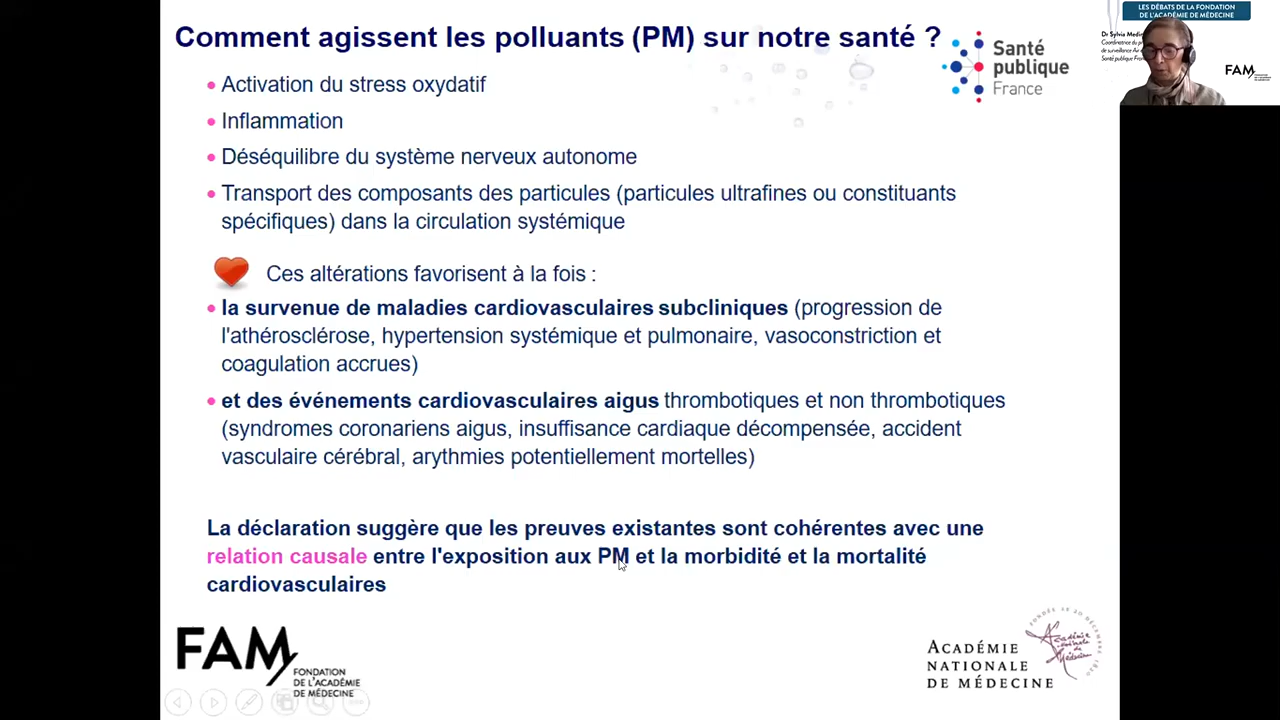 Comment agissent les polluants (PM) sur notre santé ?
• Activation du stress oxydatif
• Inflammation
• Déséquilibre du système nerveux autonome
• Transport des composants des particules (particules ultrafines ou constituants
spécifiques) dans la circulation systémique
Ces altérations favorisent à la fois :
• la survenue de maladies cardiovasculaires subcliniques (progression de
l'athérosclérose, hypertension systémique et pulmonaire, vasoconstriction et
coagulation accrues)
• et des événements cardiovasculaires aigus thrombotiques et non thrombotiques
(syndromes coronariens aigus, insuffisance cardiaque décompensée, accident
vasculaire cérébral, arythmies potentiellement mortelles)
La déclaration suggère que les preuves existantes sont cohérentes avec une
relation causale entre l'exposition aux PM et la morbidité et la mortalité
cardiovasculaires
Santé
publique
France
LES DÉBATS DE LA FONDATION
DE L'ACADÉMIE DE MÉDECINE
Dr Sylvia
Santé publique
FAM
FAM
FONDATION
DE L'ACADÉMIE
DE MÉDECINE
ACADÉMIE
NATIONALE
DE MÉDECINE